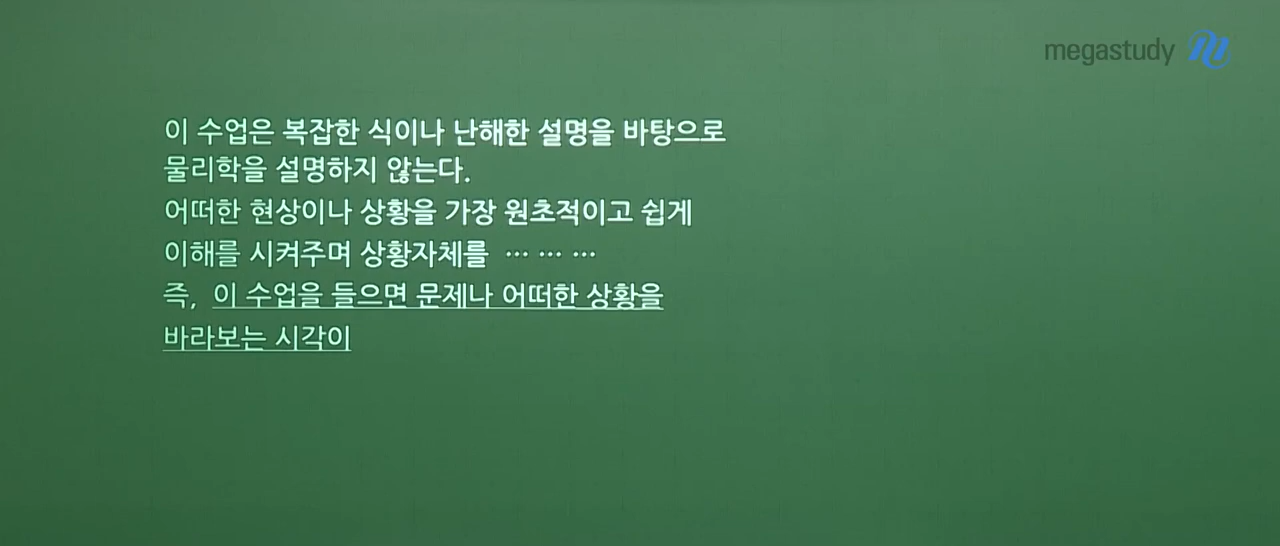 megastudy
이 수업은 복잡한 식이나 난해한 설명을 바탕으로
물리학을 설명하지 않는다.
어떠한 현상이나 상황을 가장 원초적이고 쉽게
이해를 시켜주며 상황자체를 … … …
즉, 이 수업을 들으면 문제나 어떠한 상황을
바라보는 시각이